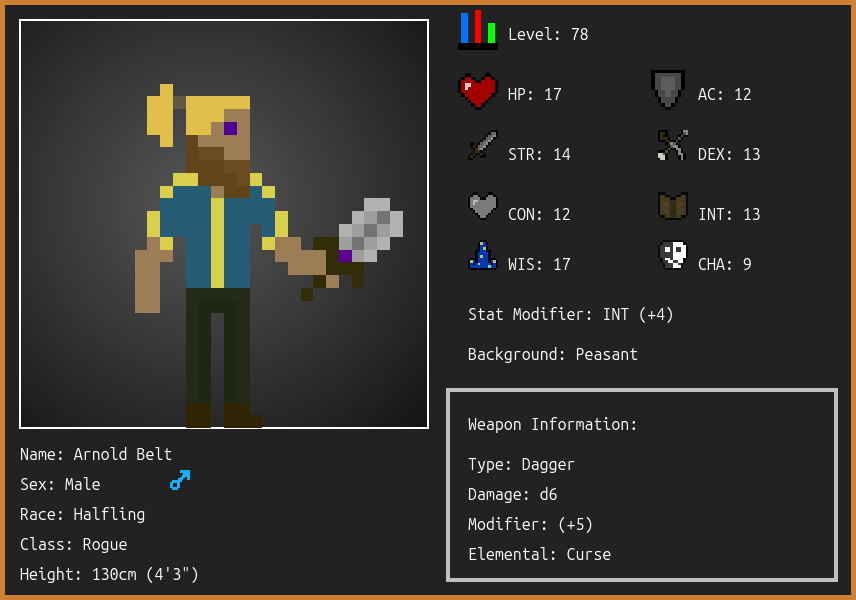 Level: 78
HP: 17
AC: 12
STR: 14
DEX: 13
CON: 12
INT: 13
WIS: 17
CHA: 9
Stat Modifier: INT (+4)
Background: Peasant
Weapon Information:
Type: Dagger
Damage: d6
Modifier: (+5)
Elemental: Curse
Name: Arnold Belt
Sex: Male
Race: Halfling
Class: Rogue
Height: 130cm (4'3")